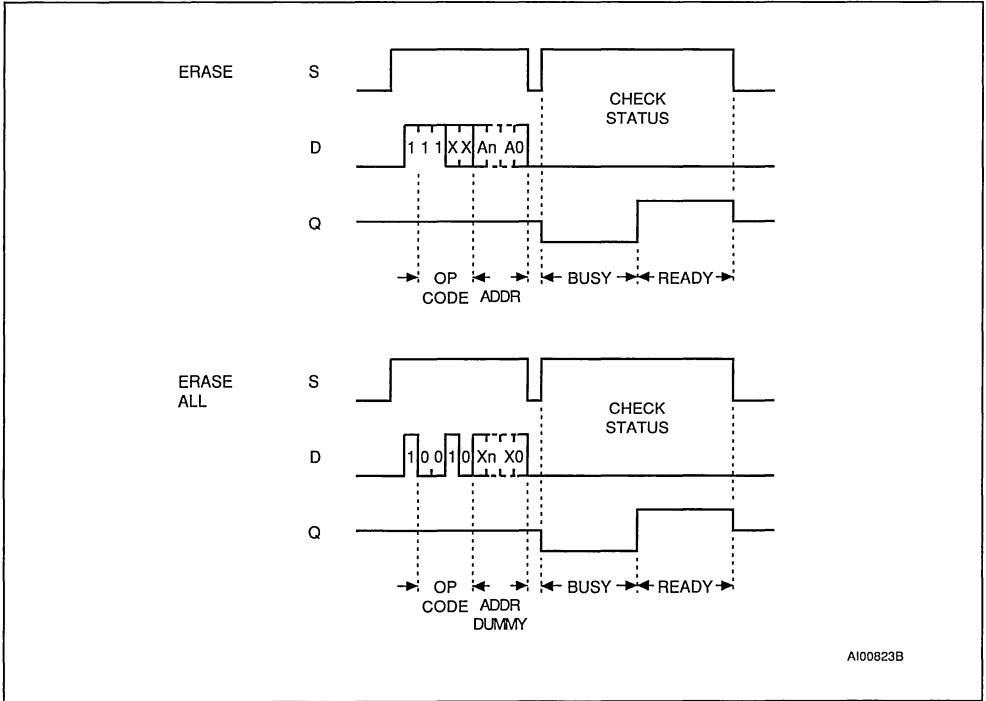 ERASE S
CHECK
STATUS
D 1 1 1 X X An A0
Q
OP BUSY READY
CODE ADDR
ERASE S
ALL
CHECK
STATUS
D 1 0 0 1 0 Xn X0
Q
OP BUSY READY
CODE ADDR
DUMMY
AI00823B